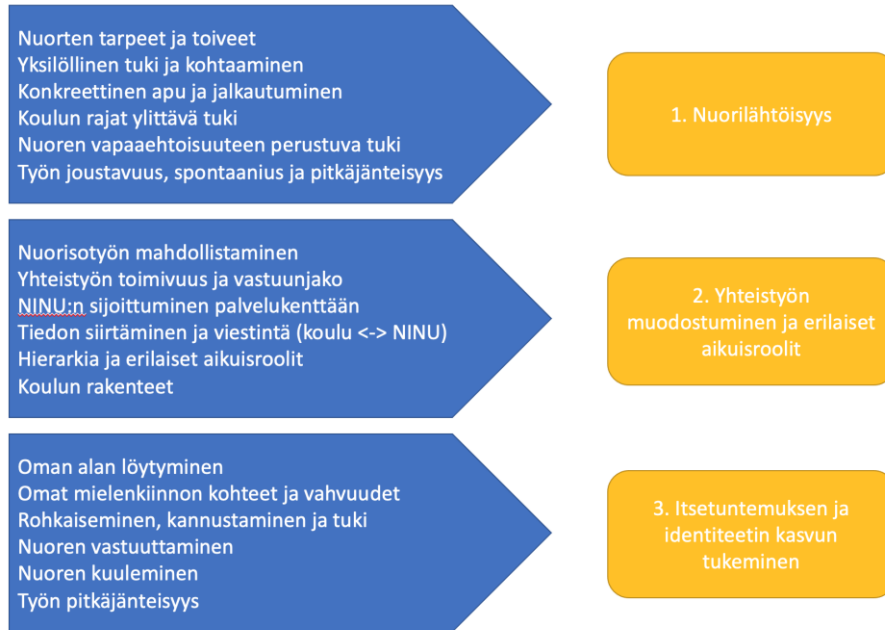 Nuorten tarpeet ja toiveet
Yksilöllinen tuki ja kohtaaminen
Konkreettinen apu ja jalkautuminen
Koulun rajat ylittävä tuki
Nuoren vapaaehtoisuuteen perustuva tuki
Työn joustavuus, spontaanius ja pitkäjänteisyys
1. Nuorilähtöisyys
Nuorisotyön mahdollistaminen
Yhteistyön toimivuus ja vastuunjako
NINU:n sijoittuminen palvelukenttään
Tiedon siirtäminen ja viestintä (koulu <-> NINU)
Hierarkia ja erilaiset aikuisroolit
Koulun rakenteet
2. Yhteistyön
muodostuminen ja erilaiset
aikuisroolit
Oman alan löytyminen
Omat mielenkiinnon kohteet ja vahvuudet
Rohkaiseminen, kannustaminen ja tuki
Nuoren vastuuttaminen
Nuoren kuuleminen
Työn pitkäjänteisyys
3. Itsetuntemuksen ja
identiteetin kasvun
tukeminen